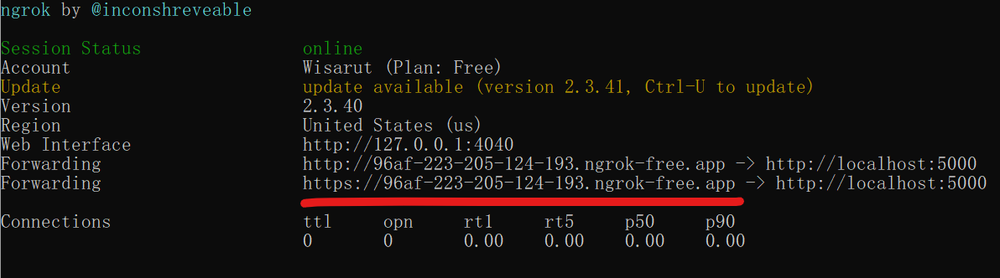 ngrok by @inconshreveable
Session Status online
Account Wisarut (Plan: Free)
Update update available (version 2.3.41, Ctrl-U to update)
Version 2.3.40
Region United States (us)
Web Interface http://127.0.0.1:4040
Forwarding http://96af-223-205-124-193.ngrok-free.app -> http://localhost:5000
Forwarding https://96af-223-205-124-193.ngrok-free.app -> http://localhost:5000
Connections ttl opn rt1 rt5 p50 p90
0 0 0.00 0.00 0.00 0.00